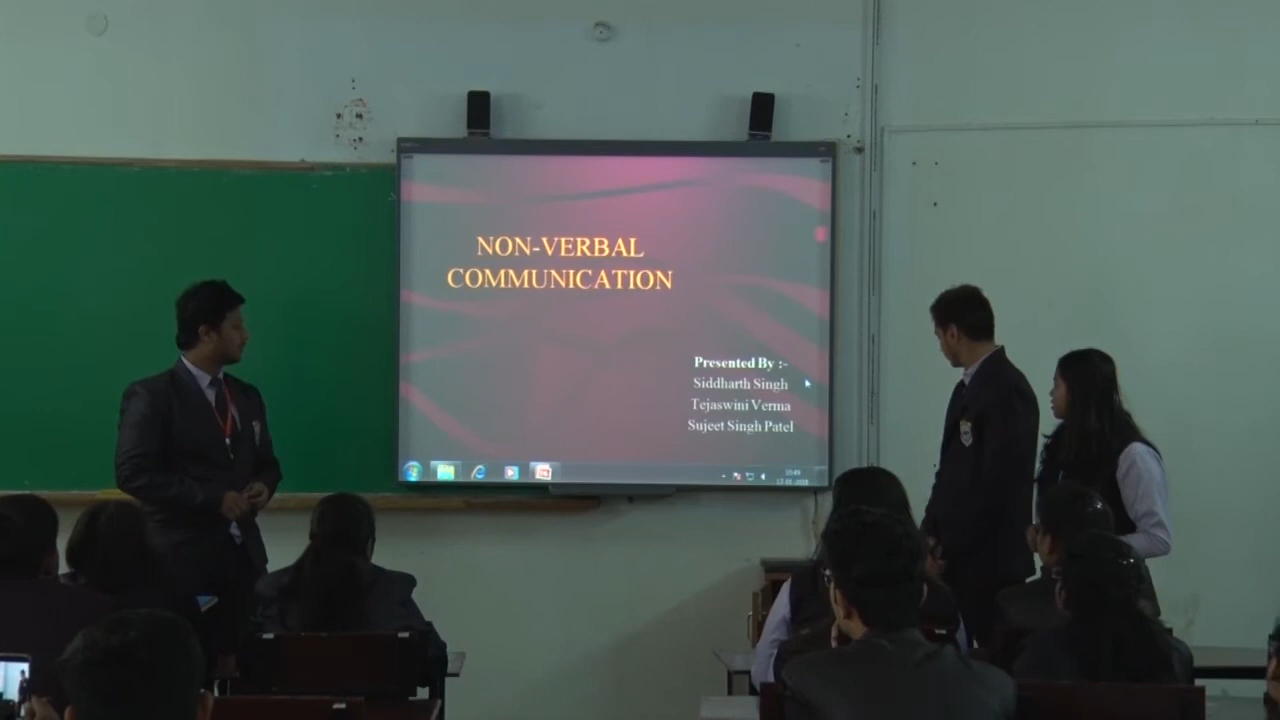 NON-VERBAL
COMMUNICATION
Presented By :-
Siddharth Singh
Tejaswini Verma
Sujeet Singh Patel